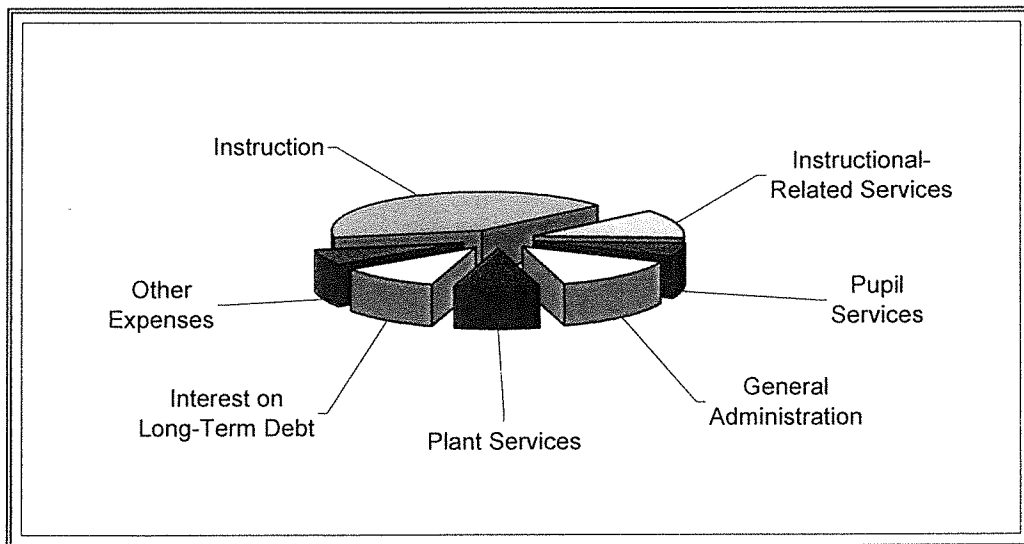 Instruction
Instructional-
Related Services
Pupil
Services
General
Administration
Plant Services
Interest on
Long-Term Debt
Other
Expenses